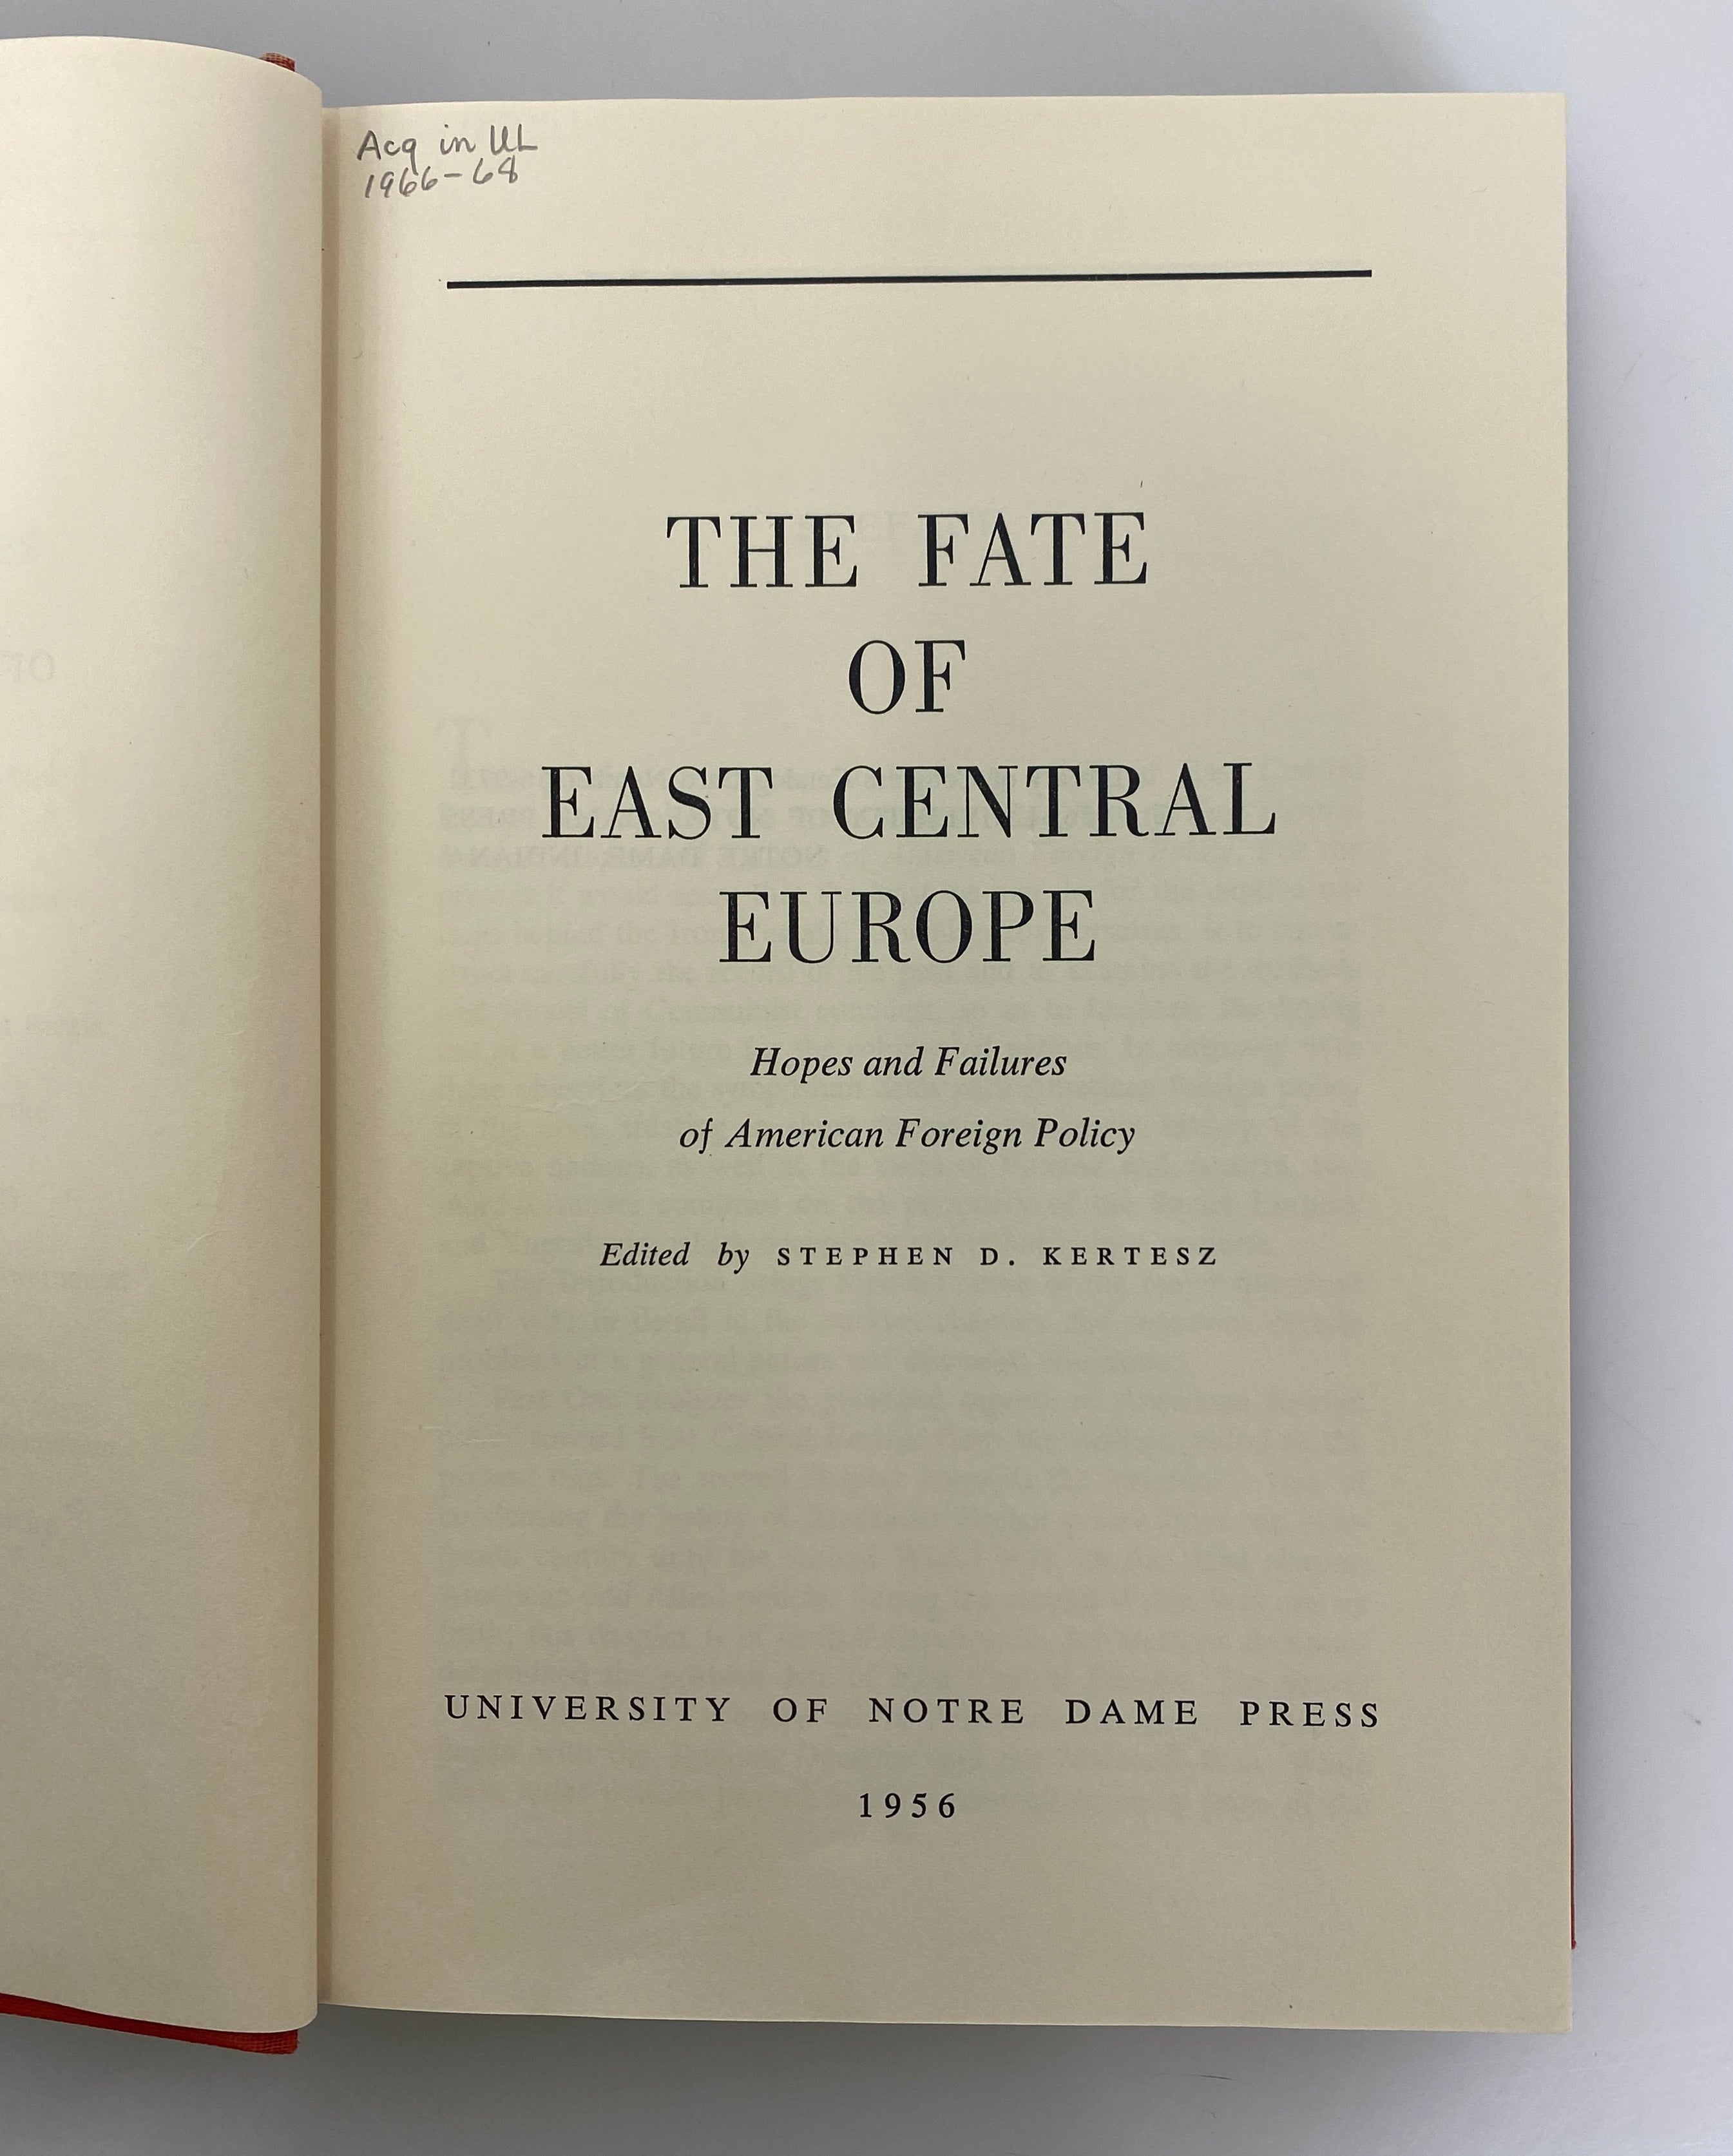 Acq in UL
1966-68
THE FATE
OF
EAST CENTRAL
EUROPE
Hopes and Failures
of American Foreign Policy
Edited by STEPHEN D. KERTESZ
UNIVERSITY OF NOTRE DAME PRESS
1956